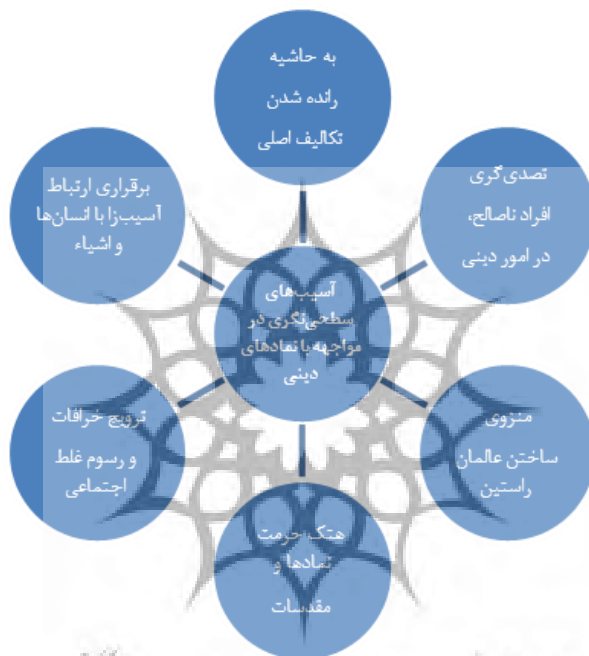 به حاشیه
رانده شدن
تکالیف اصلی
تصدی‌گری
افراد ناصالح،
در امور دینی
منزوی
ساختن عالمان
راستین
هتک حرمت
نمادها و
مقدسات
ترویج خرافات
و رسوم غلط
اجتماعی
برقراری ارتباط
آسیب‌زا با انسان‌ها
و اشیاء
آسیب‌های
سطحی‌نگری در
مواجهه با نمادهای
دینی